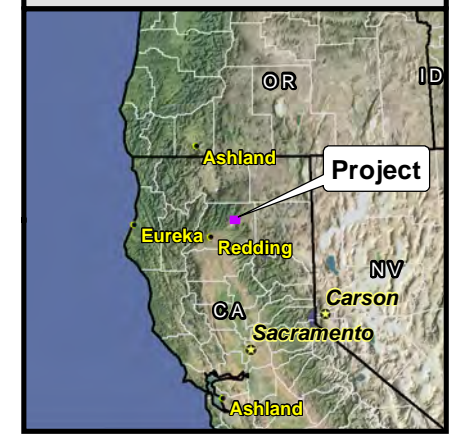 OR
ID
Ashland
Project
Eureka
Redding
NV
Carson
CA
Sacramento
Ashland